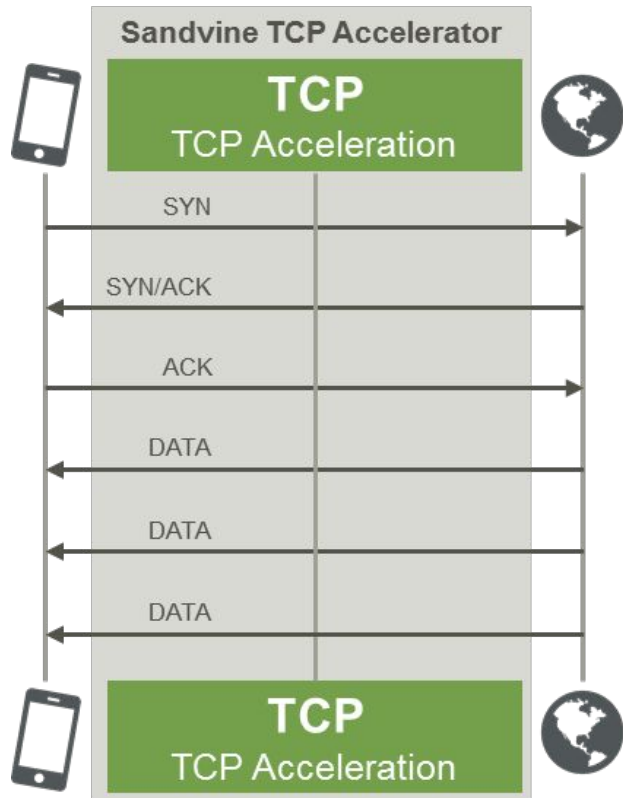 Sandvine TCP Accelerator
TCP
TCP Acceleration
SYN
SYN/ACK
ACK
DATA
DATA
DATA
TCP
TCP Acceleration